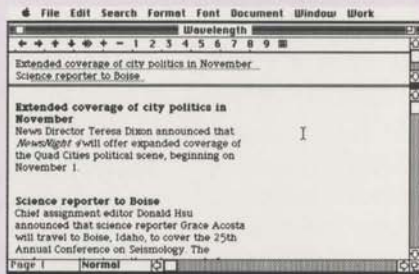 File Edit Search Format Font Document Window Work
Wavelength
1 2 3 4 5 6 7 8 9
Extended coverage of city politics in November
Science reporter to Boise
Extended coverage of city politics in
November
News Director Teresa Dixon announced that
NewsNight 4 will offer expanded coverage of
the Quad Cities political scene, beginning on
November 1.
Science reporter to Boise
Chief assignment editor Donald Hsu
announced that science reporter Grace Acosta
will travel to Boise, Idaho, to cover the 25th
Annual Conference on Seismology. The
Page 1 Normal